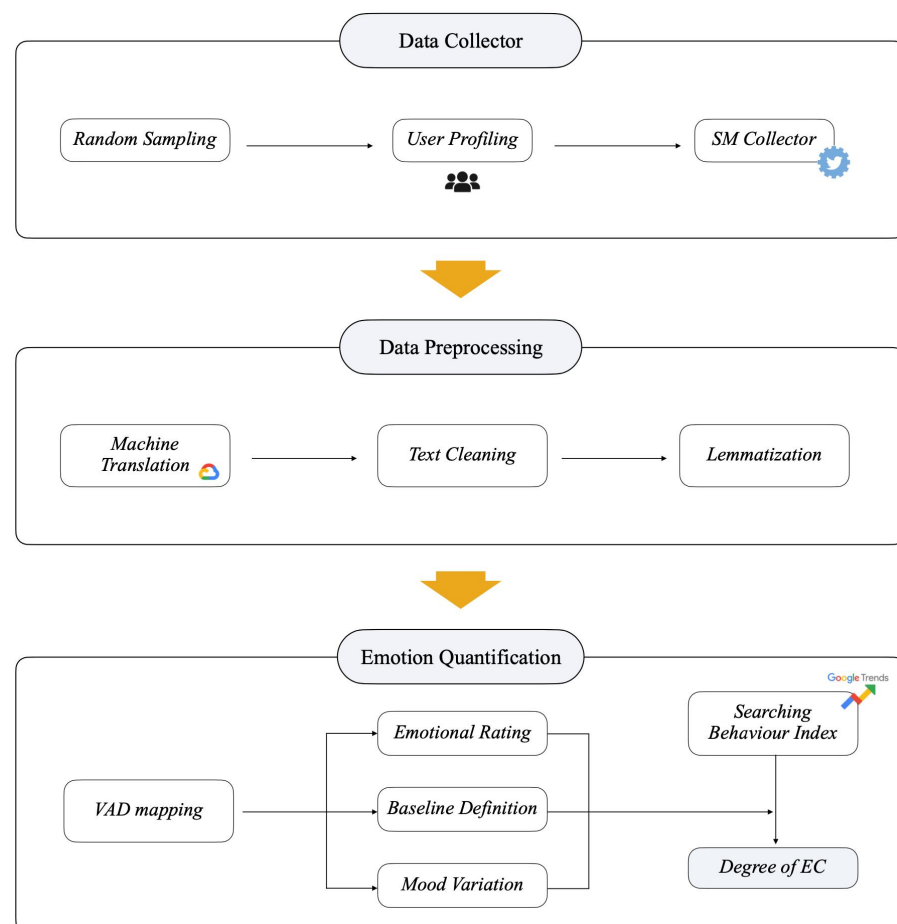 Data Collector
Random Sampling
User Profiling
SM Collector
Data Preprocessing
Machine
Translation
Text Cleaning
Lemmatization
Emotion Quantification
Google Trends
Emotional Rating
Searching
Behaviour Index
VAD mapping
Baseline Definition
Mood Variation
Degree of EC